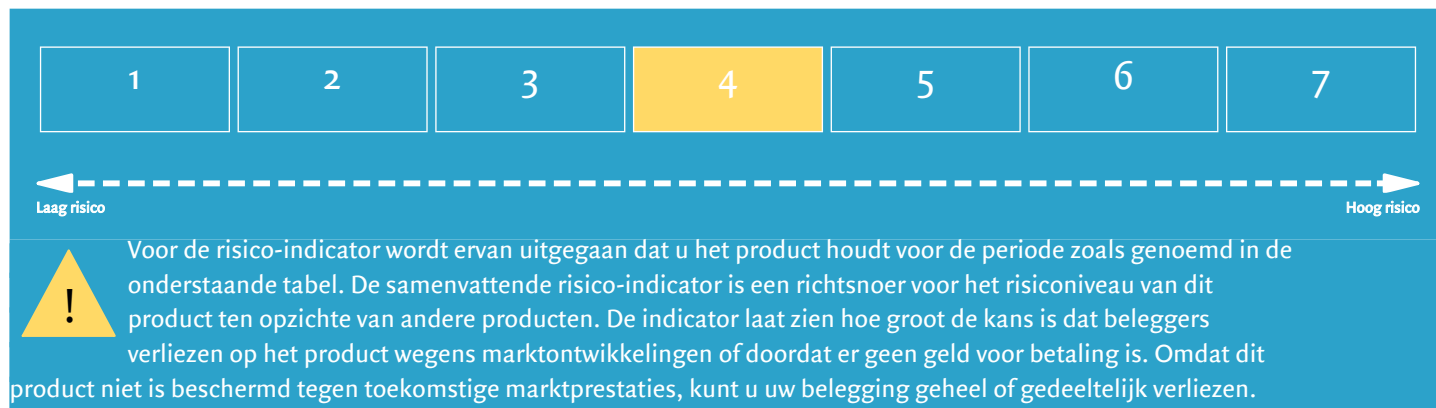 1 2 3 4 5 6 7
Laag risico Hoog risico
Voor de risico-indicator wordt ervan uitgegaan dat u het product houdt voor de periode zoals genoemd in de
onderstaande tabel. De samenvattende risico-indicator is een richtsnoer voor het risiconiveau van dit
! product ten opzichte van andere producten. De indicator laat zien hoe groot de kans is dat beleggers
verliezen op het product wegens marktontwikkelingen of doordat er geen geld voor betaling is. Omdat dit
product niet is beschermd tegen toekomstige marktprestaties, kunt u uw belegging geheel of gedeeltelijk verliezen.